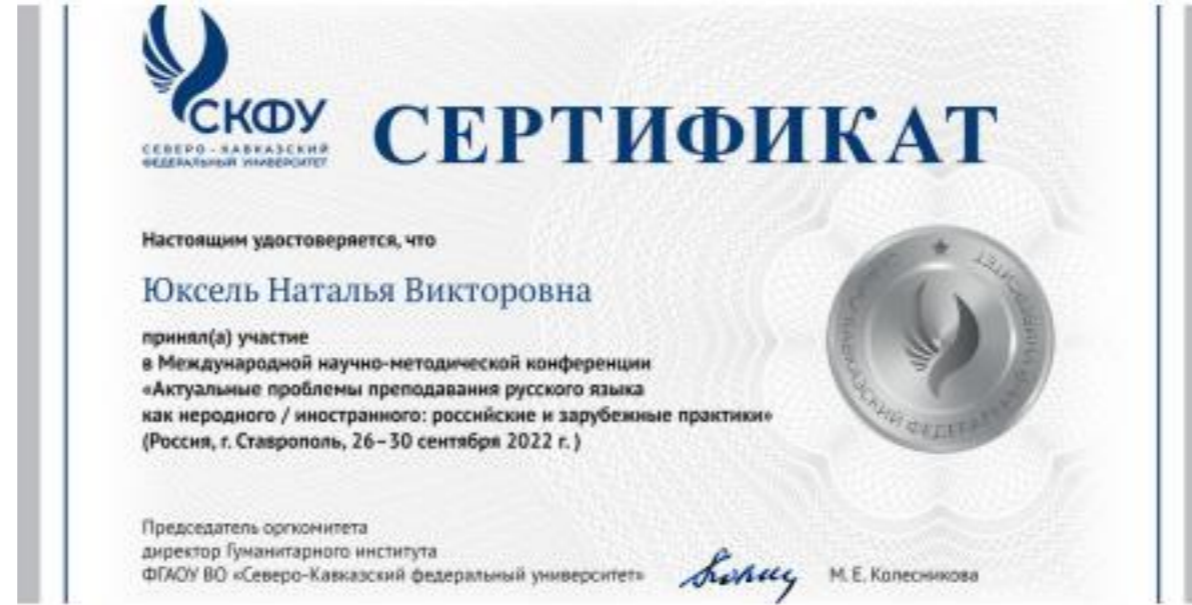 СКФУ
СЕВЕРО-КАВКАЗСКИЙ
ФЕДЕРАЛЬНЫЙ УНИВЕРСИТЕТ
СЕРТИФИКАТ
Настоящим удостоверяется, что
Юксель Наталья Викторовна
принял(а) участие
в Международной научно-методической конференции
«Актуальные проблемы преподавания русского языка
как неродного / иностранного: российские и зарубежные практики»
(Россия, г. Ставрополь, 26–30 сентября 2022 г. )
Председатель оргкомитета
директор Гуманитарного института
ФГАОУ ВО «Северо-Кавказский федеральный университет»
М. Е. Колесникова